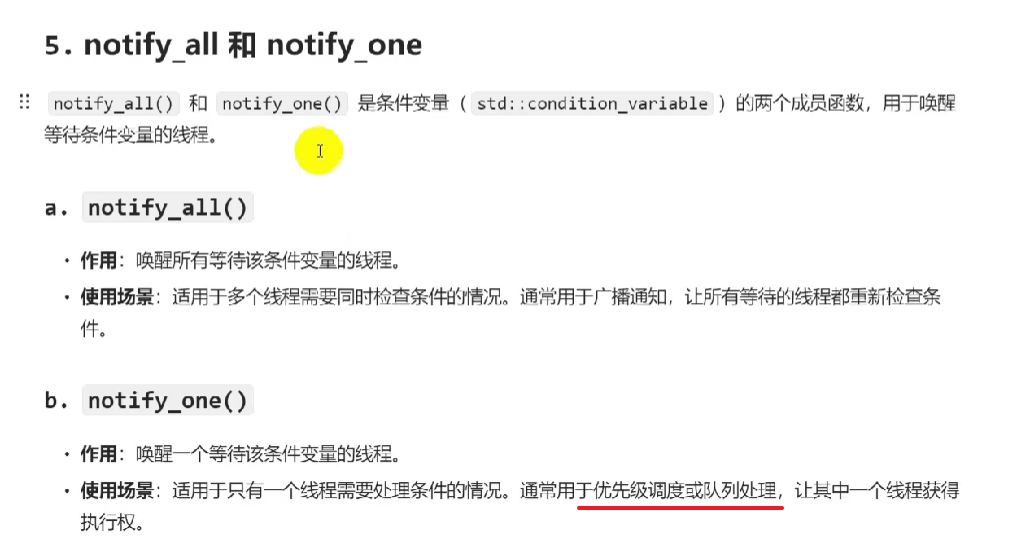 5. notify_all 和 notify_one
notify_all() 和 notify_one() 是条件变量（ std::condition_variable ）的两个成员函数，用于唤醒
等待条件变量的线程。
a. notify_all()
• 作用：唤醒所有等待该条件变量的线程。
• 使用场景：适用于多个线程需要同时检查条件的情况。通常用于广播通知，让所有等待的线程都重新检查条
件。
b. notify_one()
• 作用：唤醒一个等待该条件变量的线程。
• 使用场景：适用于只有一个线程需要处理条件的情况。通常用于优先级调度或队列处理，让其中一个线程获得
执行权。